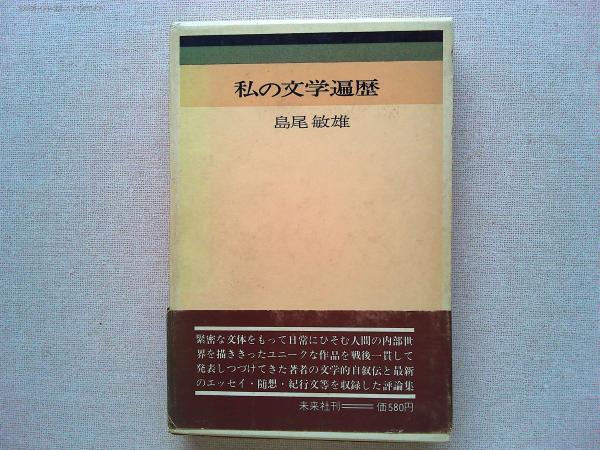 私の文学遍歴
島尾敏雄
緊密な文体をもって日常にひそむ人間の内部世
界を描ききったユニークな作品を戦後一貫して
発表しつづけてきた著者の文学的自叙伝と最新
のエッセイ・随想・紀行文等を収録した評論集
未来社刊 価580円